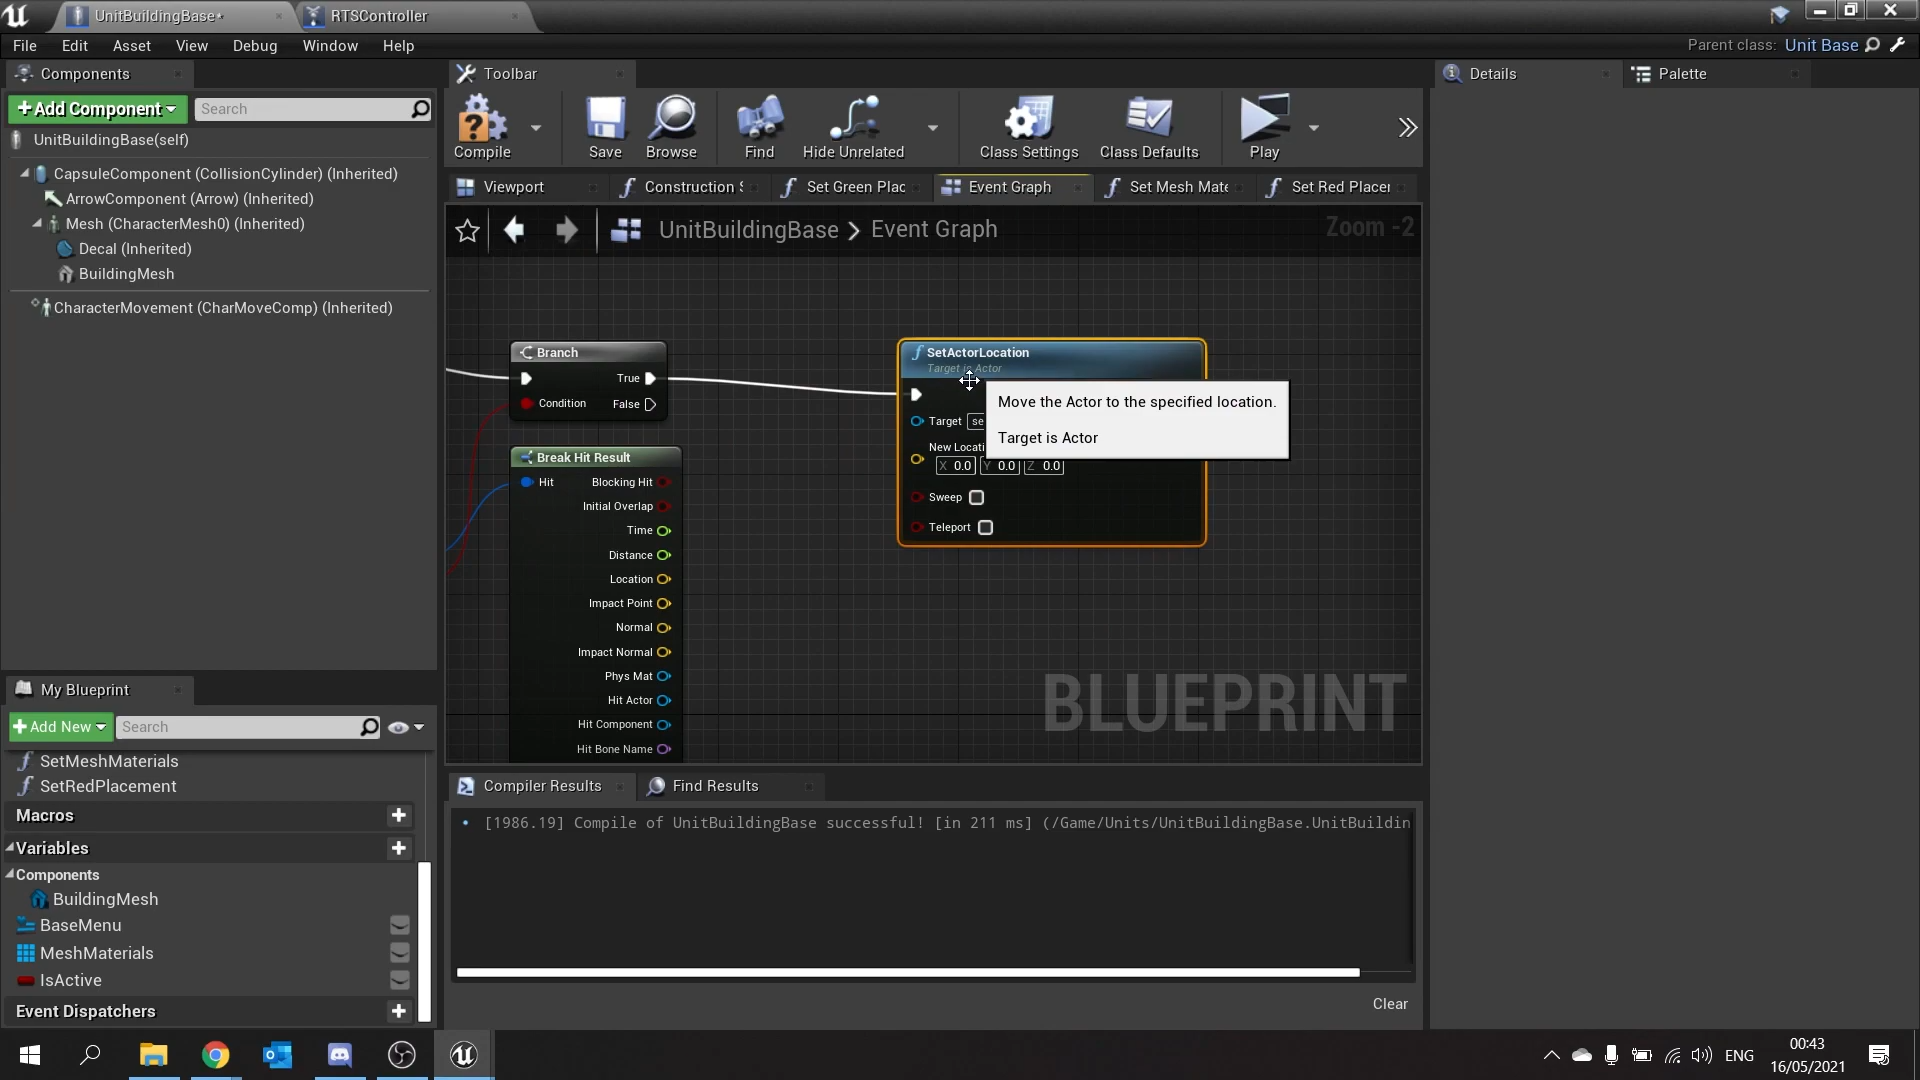 UnitBuildingBase*
RTSController
File Edit Asset View Debug Window Help
Parent class: Unit Base
Components
Add Component
Search
UnitBuildingBase(self)
CapsuleComponent (CollisionCylinder) (Inherited)
ArrowComponent (Arrow) (Inherited)
Mesh (CharacterMesh0) (Inherited)
Decal (Inherited)
BuildingMesh
CharacterMovement (CharMoveComp) (Inherited)
My Blueprint
Add New
Search
SetMeshMaterials
SetRedPlacement
Macros
Variables
Components
BuildingMesh
BaseMenu
MeshMaterials
IsActive
Event Dispatchers
Toolbar
Compile
Save
Browse
Find
Hide Unrelated
Class Settings
Class Defaults
Play
Viewport
Construction S
Set Green Plac
Event Graph
Set Mesh Mate
Set Red Placer
UnitBuildingBase > Event Graph
Zoom -2
Branch
True
Condition
False
Break Hit Result
Hit
Blocking Hit
Initial Overlap
Time
Distance
Location
Impact Point
Normal
Impact Normal
Phys Mat
Hit Actor
Hit Component
Hit Bone Name
SetActorLocation
Target is Actor
Target se
New Locati
X 0.0 Y 0.0 Z 0.0
Sweep
Teleport
Move the Actor to the specified location.
Target is Actor
BLUEPRINT
Compiler Results
Find Results
[1986.19] Compile of UnitBuildingBase successful! [in 211 ms] (/Game/Units/UnitBuildingBase.UnitBuildin
Clear
Details
Palette
ENG
00:43
16/05/2021